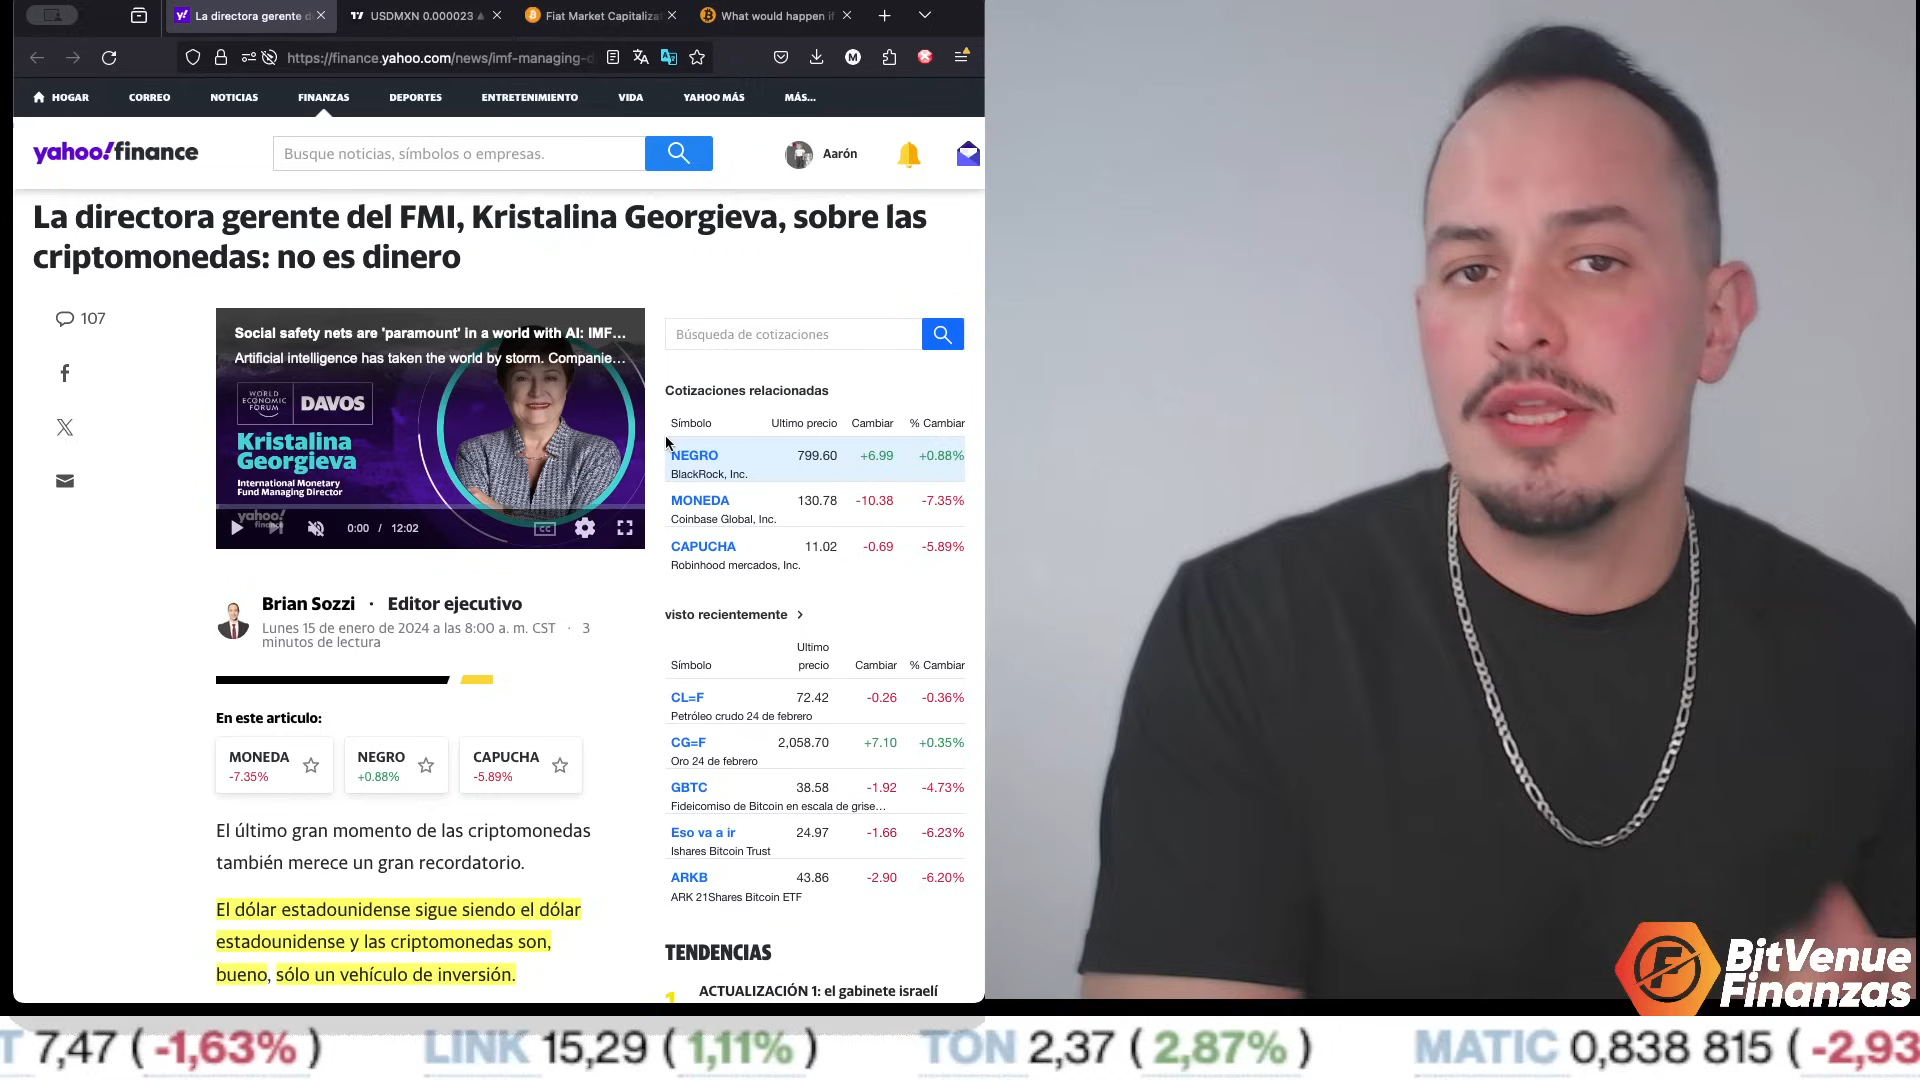 La directora gerente d
USDMXN 0.000023
Fiat Market Capitaliza
What would happen if
https://finance.yahoo.com/news/imf-managing-d
HOGAR CORREO NOTICIAS FINANZAS DEPORTES ENTRETENIMIENTO VIDA YAHOO MÁS MÁS...
yahoo!finance
Busque noticias, símbolos o empresas.
Aarón
La directora gerente del FMI, Kristalina Georgieva, sobre las
criptomonedas: no es dinero
107
Social safety nets are 'paramount' in a world with AI: IMF...
Artificial intelligence has taken the world by storm. Companie...
WORLD
ECONOMIC
FORUM
DAVOS
Kristalina
Georgieva
International Monetary
Fund Managing Director
yahoo!
finance
0:00 / 12:02
CC
Brian Sozzi · Editor ejecutivo
Lunes 15 de enero de 2024 a las 8:00 a. m. CST · 3
minutos de lectura
En este articulo:
MONEDA
-7.35%
NEGRO
+0.88%
CAPUCHA
-5.89%
El último gran momento de las criptomonedas
también merece un gran recordatorio.
El dólar estadounidense sigue siendo el dólar
estadounidense y las criptomonedas son,
bueno, sólo un vehículo de inversión.
Búsqueda de cotizaciones
Cotizaciones relacionadas
Símbolo Ultimo precio Cambiar % Cambiar
NEGRO 799.60 +6.99 +0.88%
BlackRock, Inc.
MONEDA 130.78 -10.38 -7.35%
Coinbase Global, Inc.
CAPUCHA 11.02 -0.69 -5.89%
Robinhood mercados, Inc.
visto recientemente
Ultimo
Símbolo precio Cambiar % Cambiar
CL=F 72.42 -0.26 -0.36%
Petróleo crudo 24 de febrero
CG=F 2,058.70 +7.10 +0.35%
Oro 24 de febrero
GBTC 38.58 -1.92 -4.73%
Fideicomiso de Bitcoin en escala de grise...
Eso va a ir 24.97 -1.66 -6.23%
Ishares Bitcoin Trust
ARKB 43.86 -2.90 -6.20%
ARK 21Shares Bitcoin ETF
TENDENCIAS
1 ACTUALIZACIÓN 1: el gabinete israelí
BitVenue
Finanzas
T 7,47 ( -1,63% ) LINK 15,29 ( 1,11% ) TON 2,37 ( 2,87% ) MATIC 0,838 815 ( -2,93